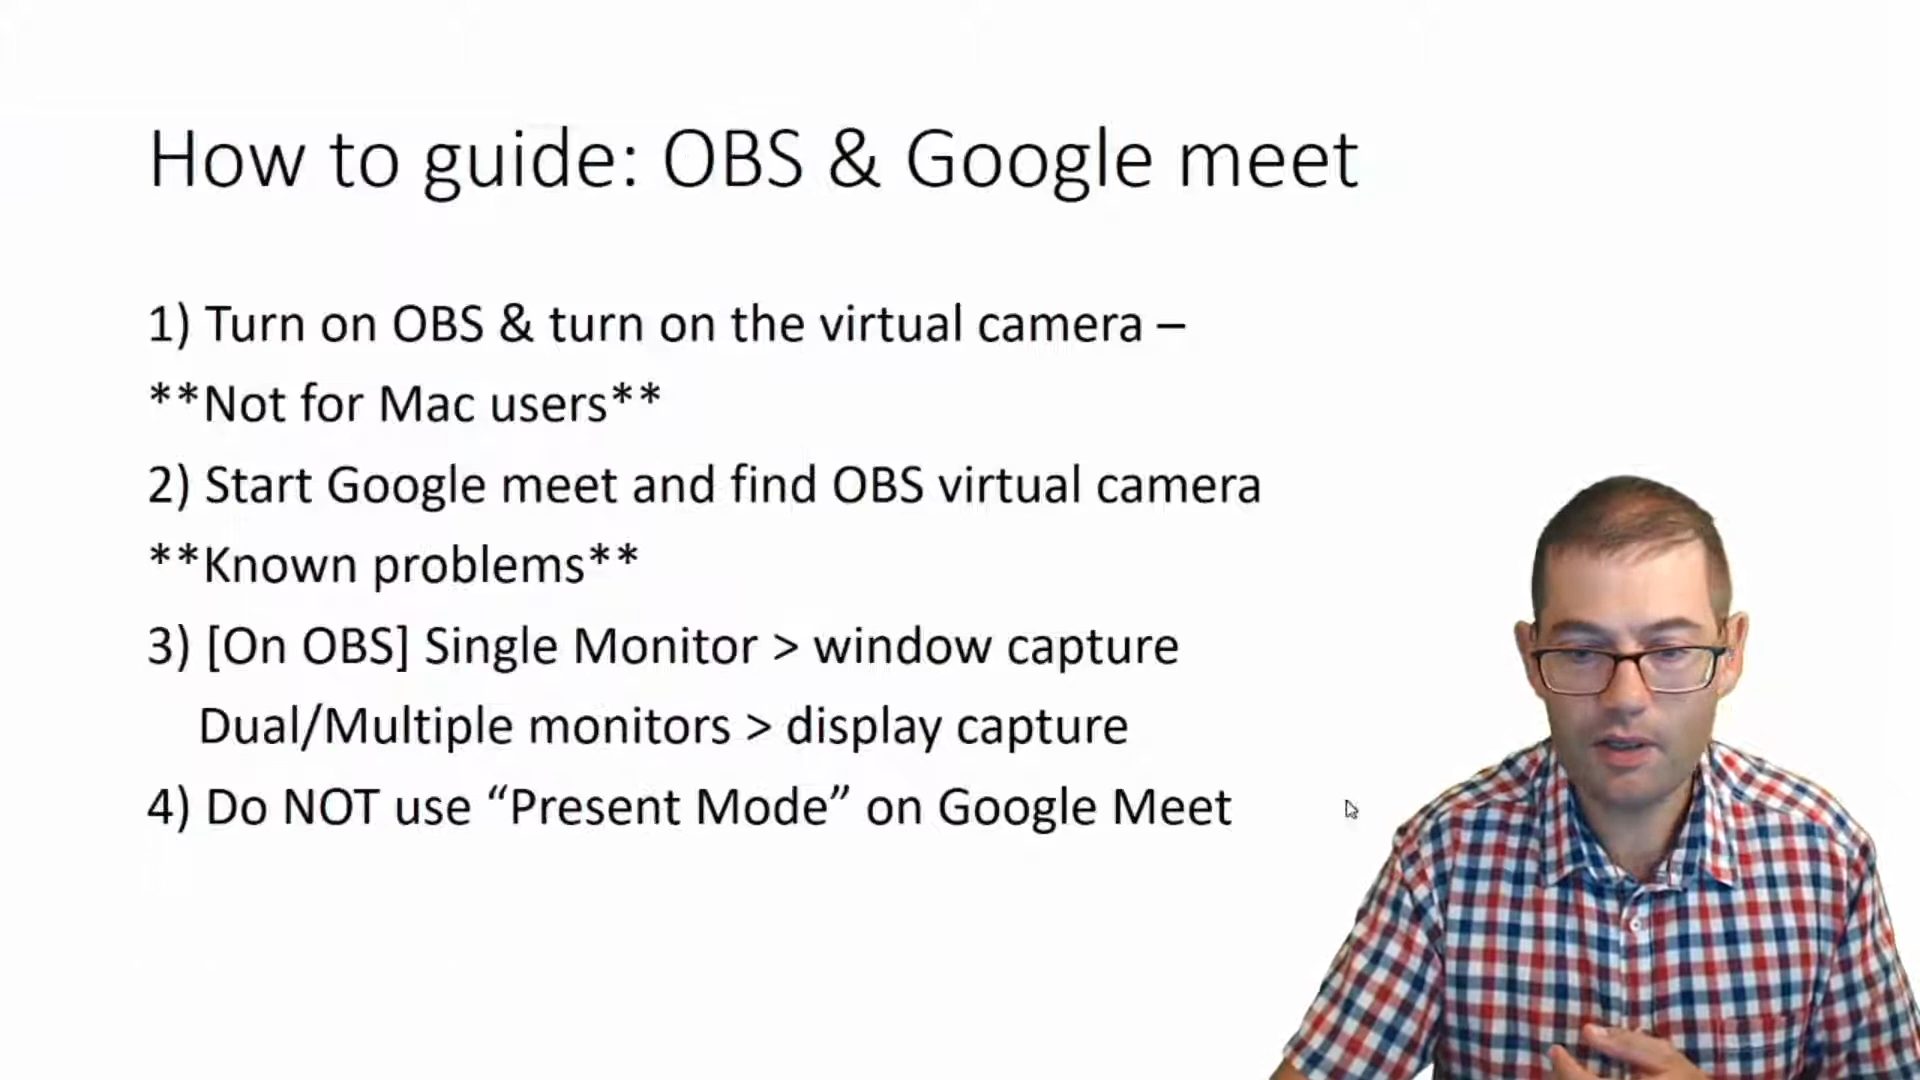 How to guide: OBS & Google meet
1) Turn on OBS & turn on the virtual camera –
**Not for Mac users**
2) Start Google meet and find OBS virtual camera
**Known problems**
3) [On OBS] Single Monitor > window capture
Dual/Multiple monitors > display capture
4) Do NOT use “Present Mode” on Google Meet